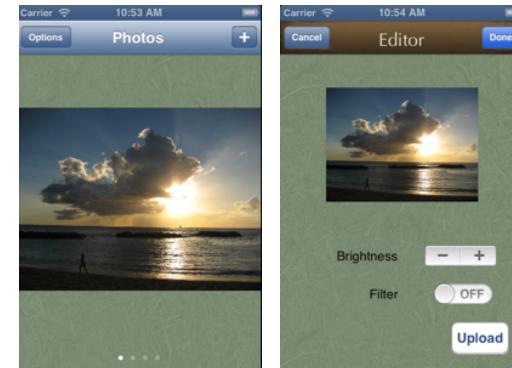 Carrier 10:53 AM
Options Photos +
Carrier 10:54 AM
Cancel Editor Done
Brightness - +
Filter OFF
Upload